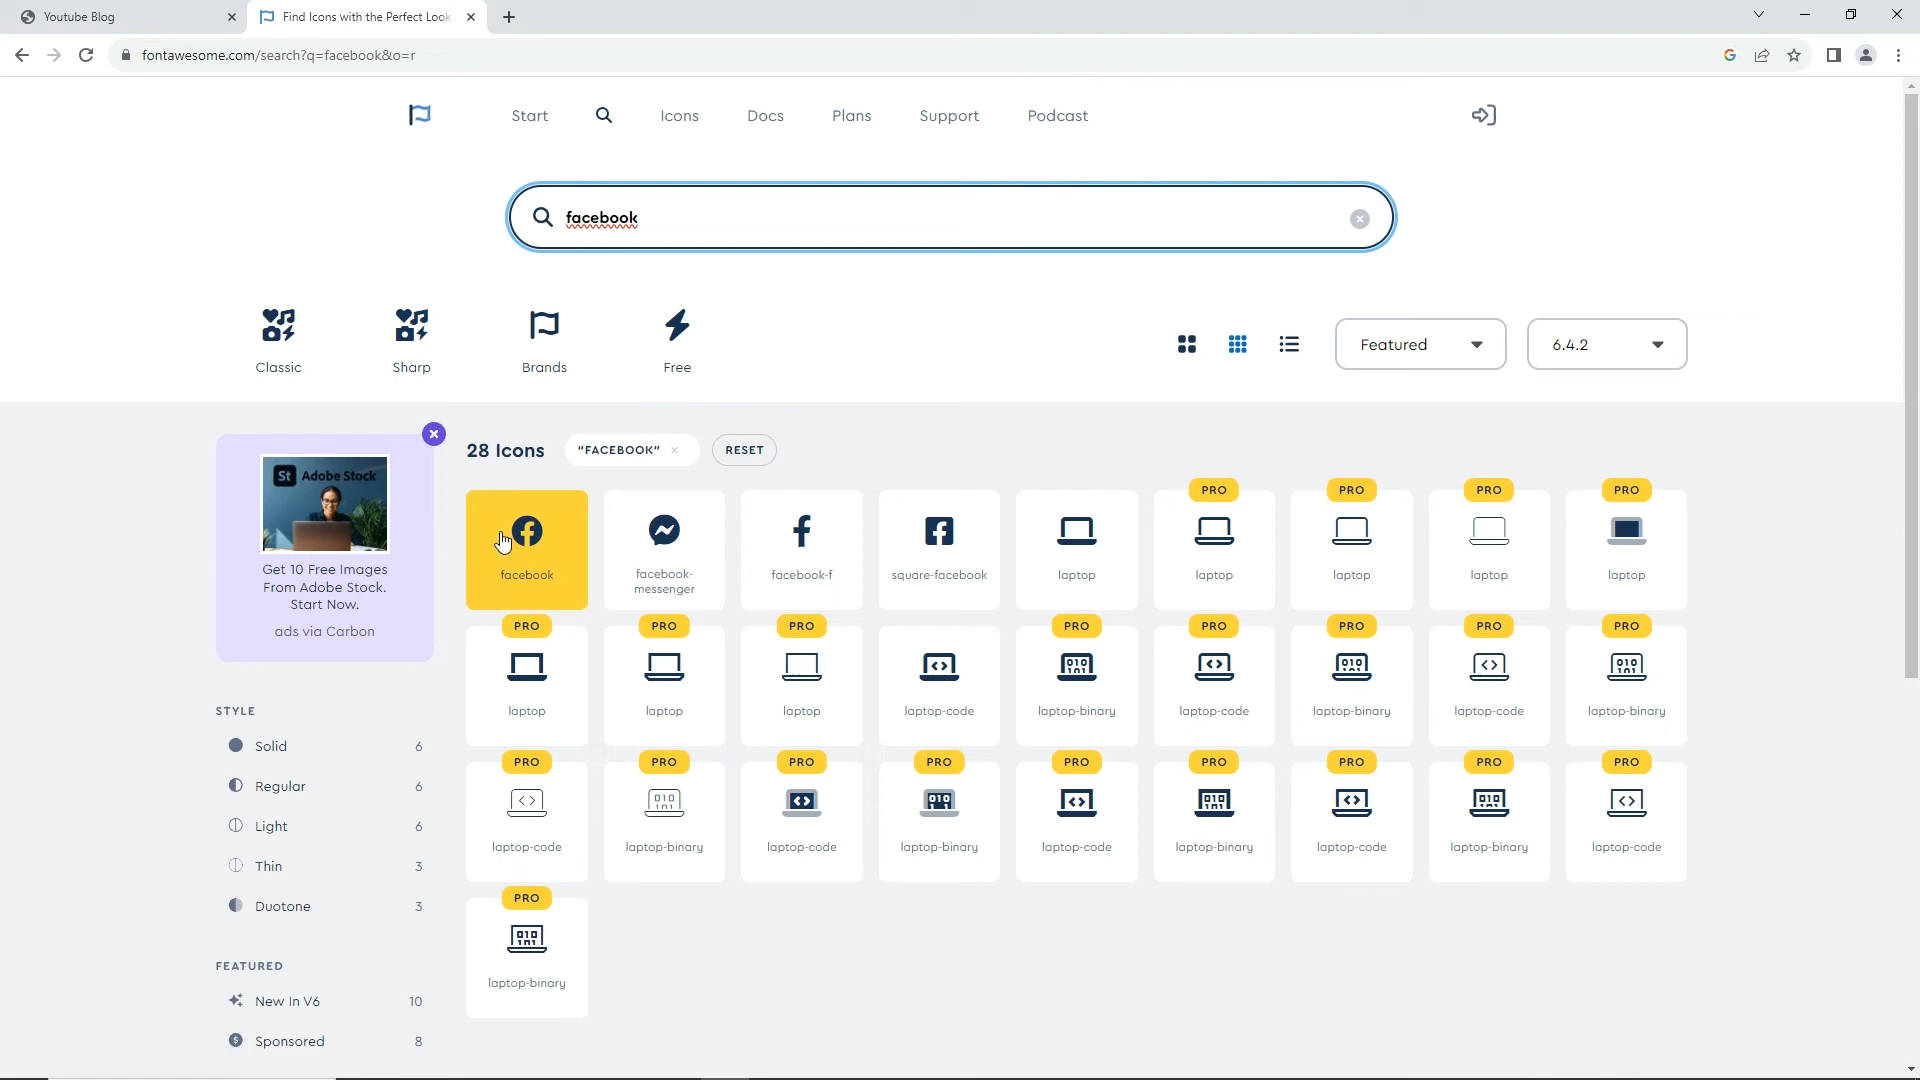 Youtube Blog
Find Icons with the Perfect Look
fontawesome.com/search?q=facebook&o=r
Start
Icons
Docs
Plans
Support
Podcast
facebook
Classic
Sharp
Brands
Free
Featured
6.4.2
St Adobe Stock
Get 10 Free Images
From Adobe Stock.
Start Now.
ads via Carbon
28 Icons
"FACEBOOK" ×
RESET
PRO PRO PRO PRO
facebook
facebook-
messenger
facebook-f
square-facebook
laptop
laptop
laptop
laptop
laptop
PRO PRO PRO PRO PRO PRO PRO PRO
laptop
laptop
laptop
laptop-code
laptop-binary
laptop-code
laptop-binary
laptop-code
laptop-binary
PRO PRO PRO PRO PRO PRO PRO PRO PRO
laptop-code
laptop-binary
laptop-code
laptop-binary
laptop-code
laptop-binary
laptop-code
laptop-binary
laptop-code
PRO
laptop-binary
STYLE
Solid 6
Regular 6
Light 6
Thin 3
Duotone 3
FEATURED
New In V6 10
Sponsored 8